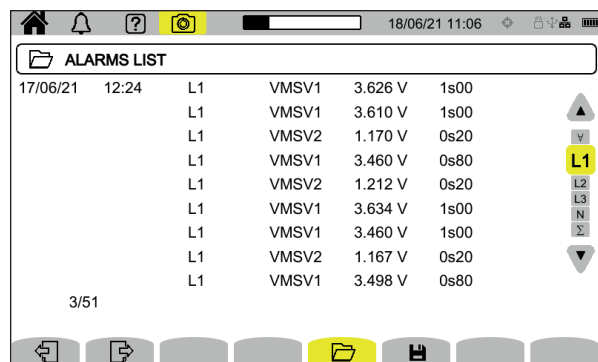 ? 18/06/21 11:06
ALARMS LIST
17/06/21 12:24 L1 VMSV1 3.626 V 1s00
L1 VMSV1 3.610 V 1s00
L1 VMSV2 1.170 V 0s20
L1 VMSV1 3.460 V 0s80
L1 VMSV2 1.212 V 0s20
L1 VMSV1 3.634 V 1s00
L1 VMSV1 3.460 V 1s00
L1 VMSV2 1.167 V 0s20
L1 VMSV1 3.498 V 0s80
3/51
∀
L1
L2
L3
N
Σ